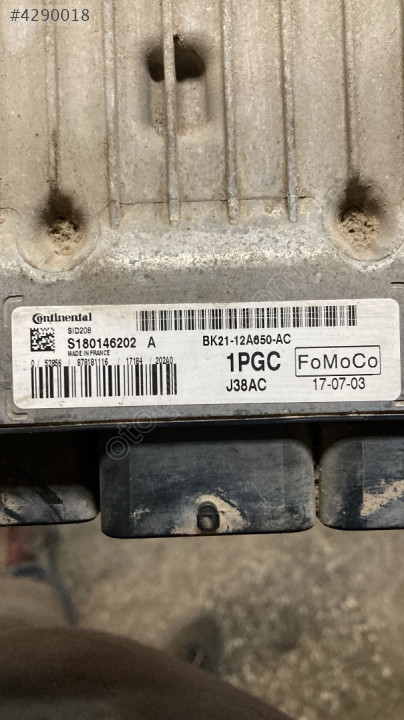 #4290018
Continental
SID208
S180146202 A
MADE IN FRANCE
BK21-12A650-AC
1PGC
FoMoCo
J38AC
17-07-03